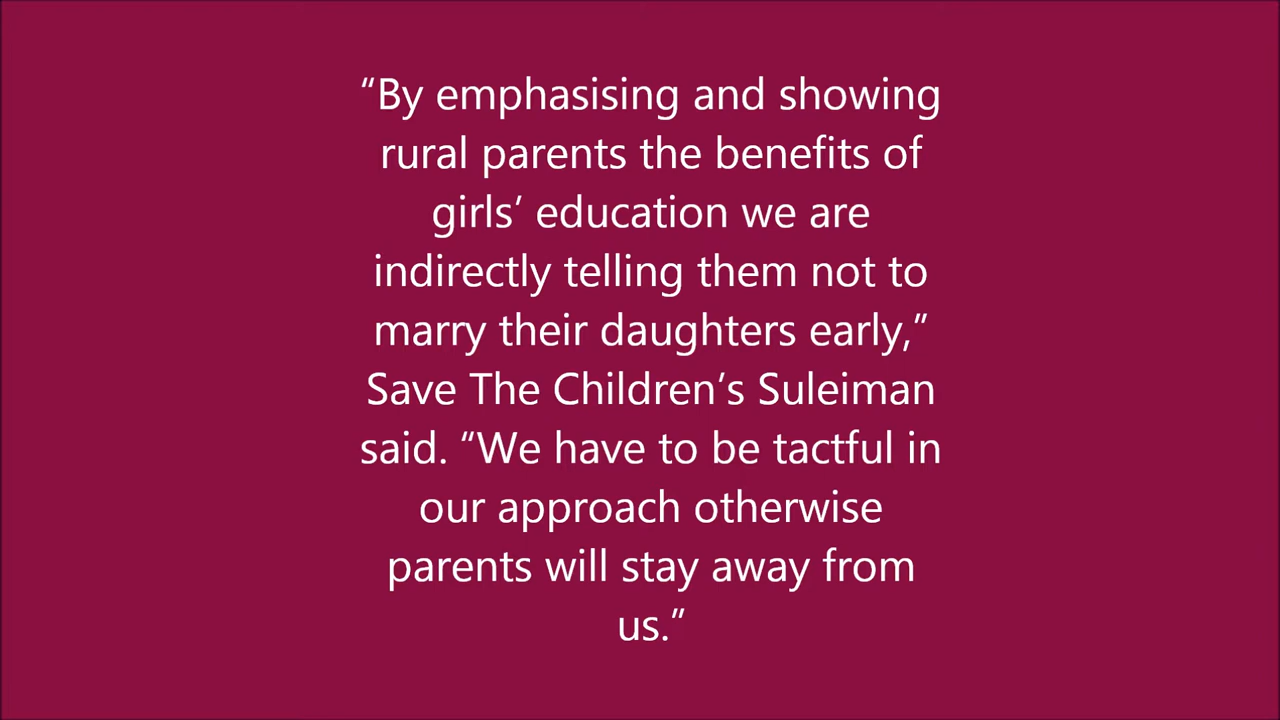 “By emphasising and showing
rural parents the benefits of
girls’ education we are
indirectly telling them not to
marry their daughters early,”
Save The Children’s Suleiman
said. “We have to be tactful in
our approach otherwise
parents will stay away from
us.”